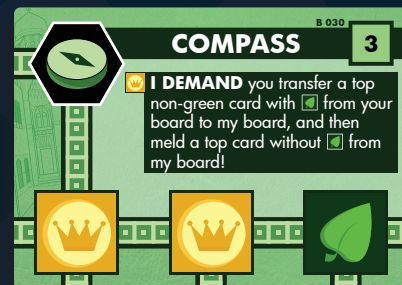 B 030
COMPASS 3
I DEMAND you transfer a top
non-green card with from your
board to my board, and then
meld a top card without from
my board!